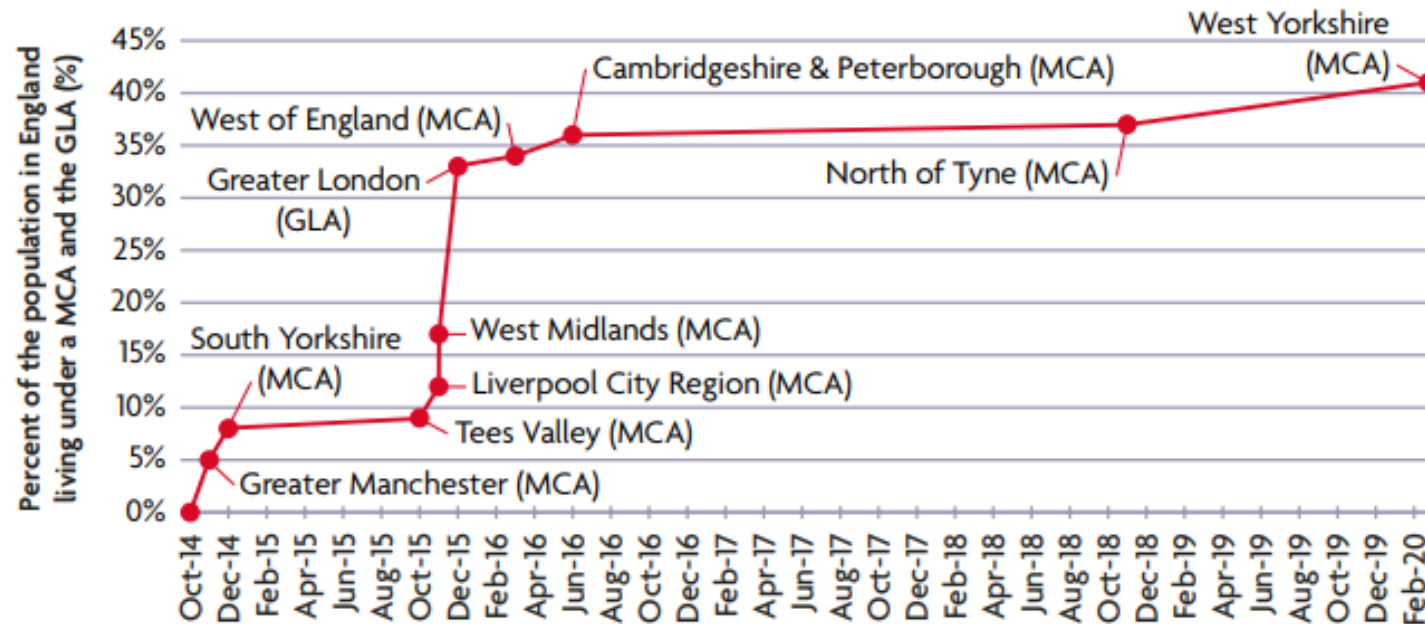 Percent of the population in England
living under a MCA and the GLA (%)
45%
40%
35%
30%
25%
20%
15%
10%
5%
0%
West Yorkshire
(MCA)
Cambridgeshire & Peterborough (MCA)
West of England (MCA)
North of Tyne (MCA)
Greater London
(GLA)
West Midlands (MCA)
South Yorkshire
(MCA)
Liverpool City Region (MCA)
Tees Valley (MCA)
Greater Manchester (MCA)
Oct-14
Dec-14
Feb-15
Apr-15
Jun-15
Aug-15
Oct-15
Dec-15
Feb-16
Apr-16
Jun-16
Aug-16
Oct-16
Dec-16
Feb-17
Apr-17
Jun-17
Aug-17
Oct-17
Dec-17
Feb-18
Apr-18
Jun-18
Aug-18
Oct-18
Dec-18
Feb-19
Apr-19
Jun-19
Aug-19
Oct-19
Dec-19
Feb-20